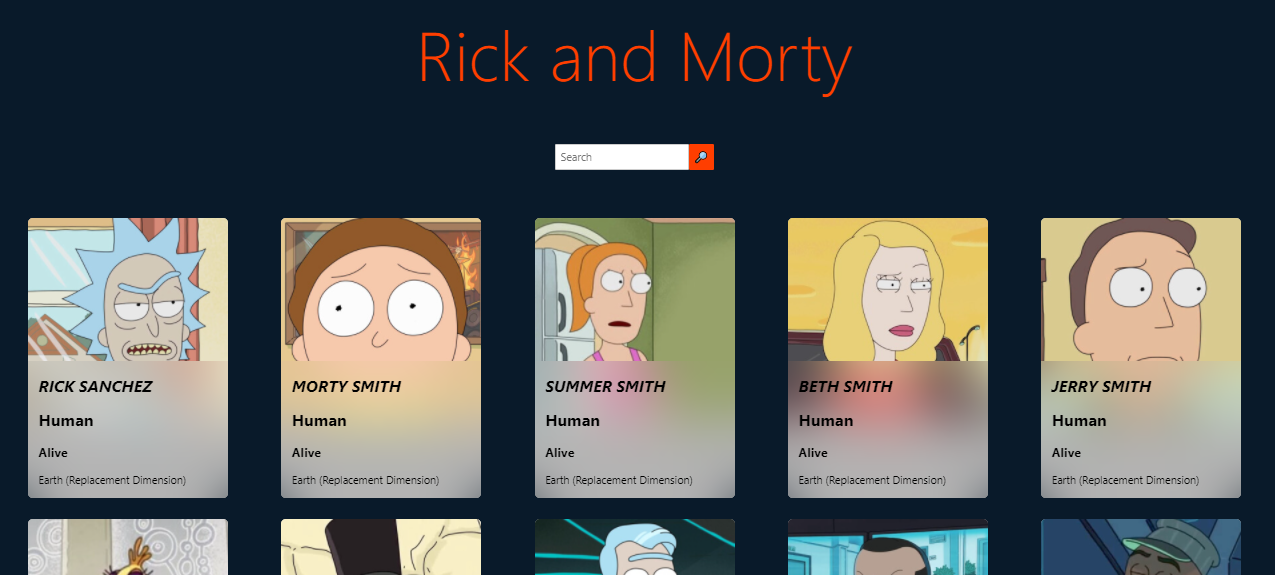 Rick and Morty
Search
RICK SANCHEZ
Human
Alive
Earth (Replacement Dimension)
MORTY SMITH
Human
Alive
Earth (Replacement Dimension)
SUMMER SMITH
Human
Alive
Earth (Replacement Dimension)
BETH SMITH
Human
Alive
Earth (Replacement Dimension)
JERRY SMITH
Human
Alive
Earth (Replacement Dimension)